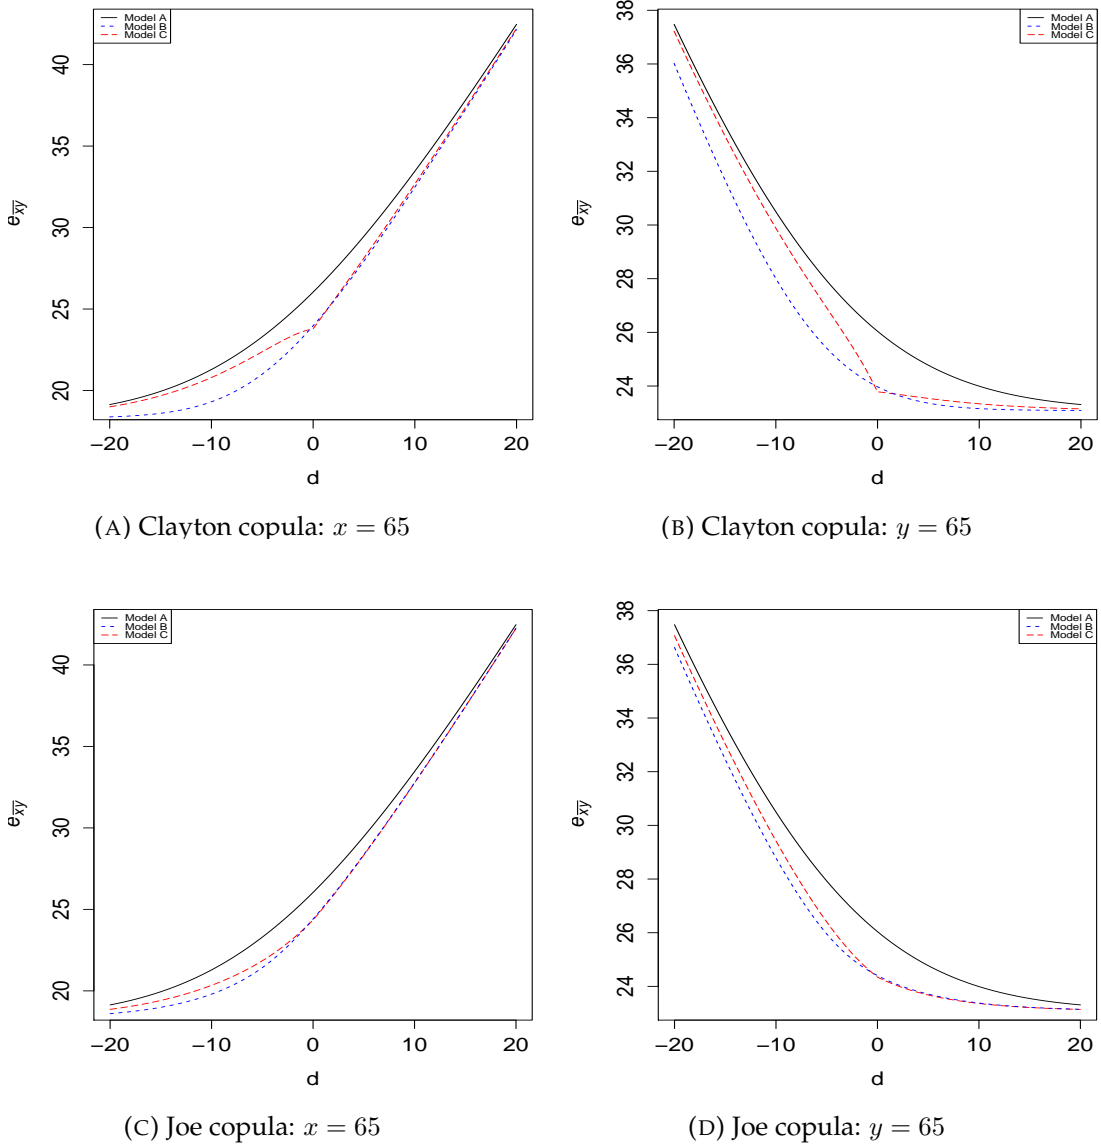 Model A
Model B
Model C
20 25 30 35 40
e_{\overline{xy}}
−20 −10 0 10 20
d
(A) Clayton copula: x = 65
Model A
Model B
Model C
24 26 28 30 32 34 36 38
e_{\overline{xy}}
−20 −10 0 10 20
d
(B) Clayton copula: y = 65
Model A
Model B
Model C
20 25 30 35 40
e_{\overline{xy}}
−20 −10 0 10 20
d
(C) Joe copula: x = 65
Model A
Model B
Model C
24 26 28 30 32 34 36 38
e_{\overline{xy}}
−20 −10 0 10 20
d
(D) Joe copula: y = 65